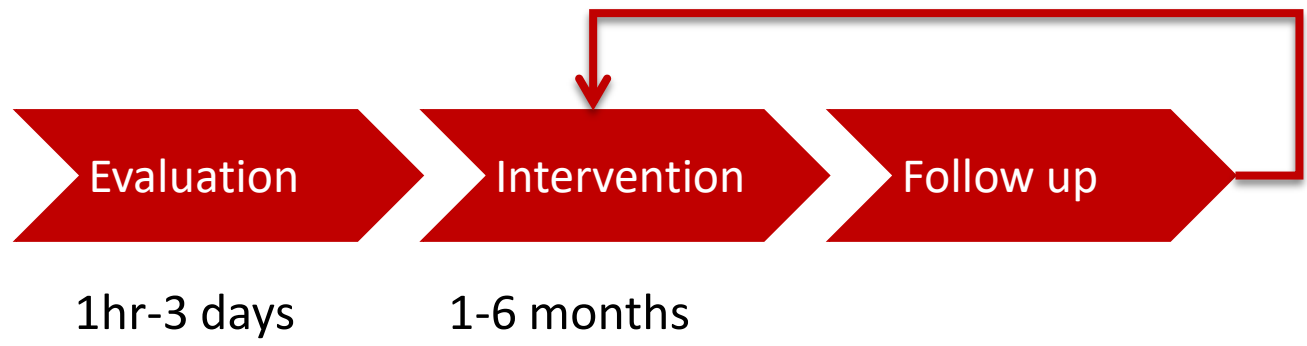 Evaluation
Intervention
Follow up
1hr-3 days
1-6 months